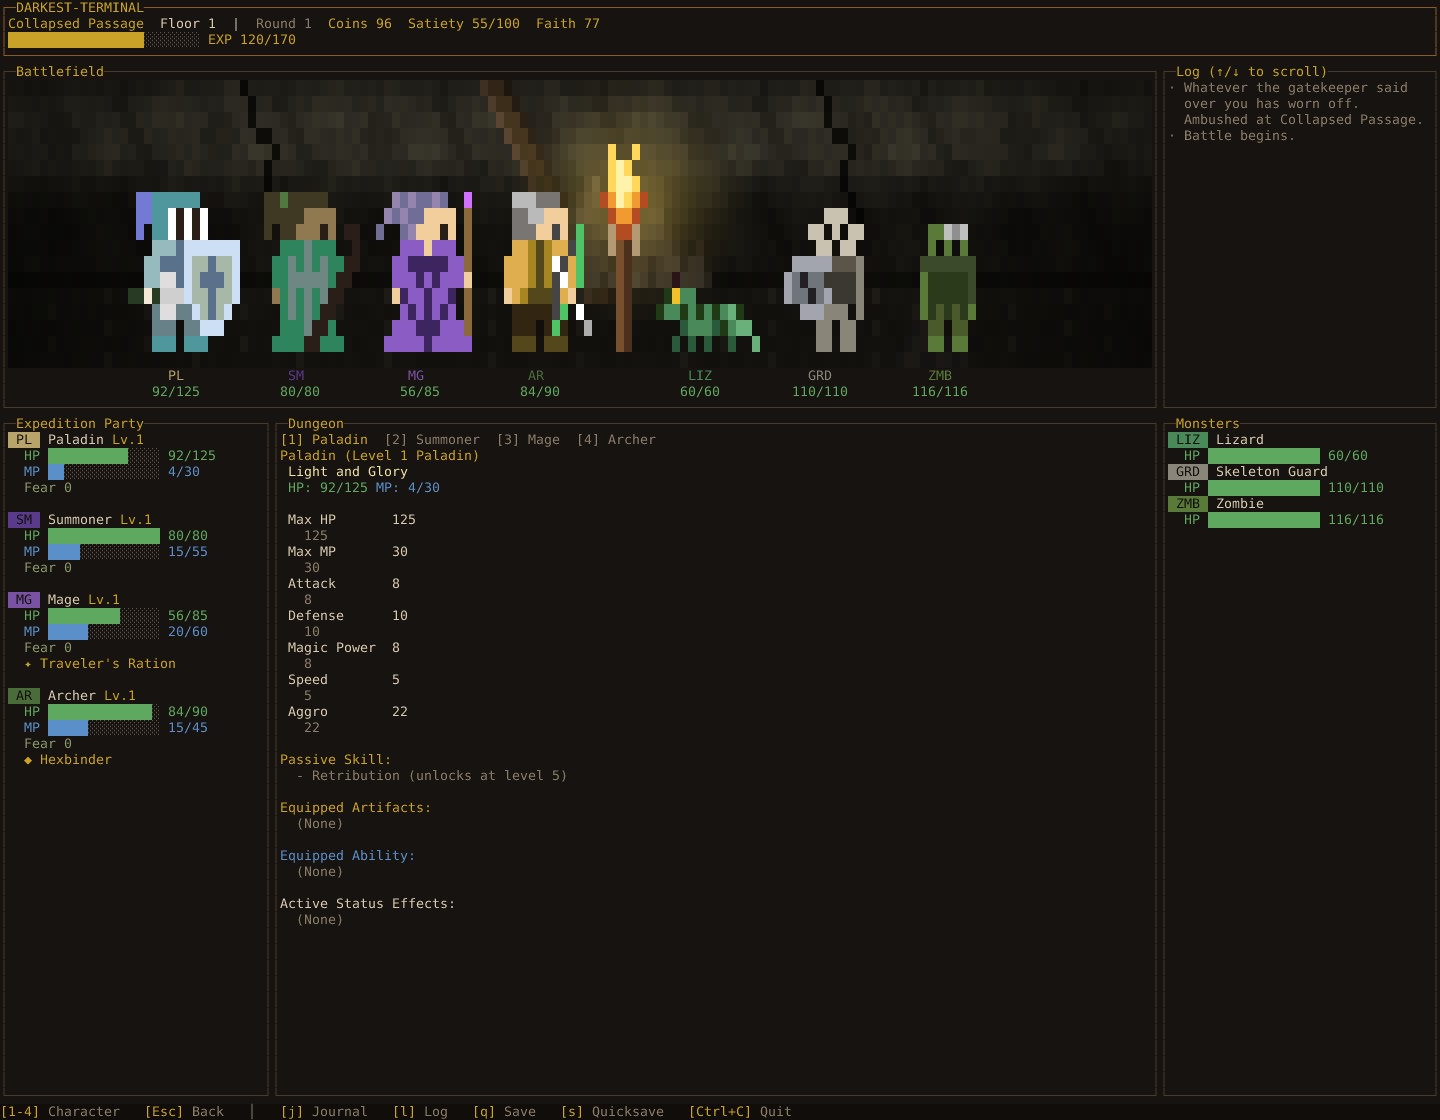 DARKEST-TERMINAL
Collapsed Passage  Floor 1  |  Round 1  Coins 96  Satiety 55/100  Faith 77
EXP 120/170
Battlefield
PL SM MG AR LIZ GRD ZMB
92/125 80/80 56/85 84/90 60/60 110/110 116/116
Log (↑/↓ to scroll)
· Whatever the gatekeeper said
over you has worn off.
Ambushed at Collapsed Passage.
· Battle begins.
Expedition Party
PL Paladin Lv.1
HP 92/125
MP 4/30
Fear 0
SM Summoner Lv.1
HP 80/80
MP 15/55
Fear 0
MG Mage Lv.1
HP 56/85
MP 20/60
Fear 0
✦ Traveler's Ration
AR Archer Lv.1
HP 84/90
MP 15/45
Fear 0
◆ Hexbinder
Dungeon
[1] Paladin  [2] Summoner  [3] Mage  [4] Archer
Paladin (Level 1 Paladin)
Light and Glory
HP: 92/125 MP: 4/30
Max HP 125
125
Max MP 30
30
Attack 8
8
Defense 10
10
Magic Power 8
8
Speed 5
5
Aggro 22
22
Passive Skill:
- Retribution (unlocks at level 5)
Equipped Artifacts:
(None)
Equipped Ability:
(None)
Active Status Effects:
(None)
Monsters
LIZ Lizard
HP 60/60
GRD Skeleton Guard
HP 110/110
ZMB Zombie
HP 116/116
[1-4] Character  [Esc] Back  |  [j] Journal  [l] Log  [q] Save  [s] Quicksave  [Ctrl+C] Quit